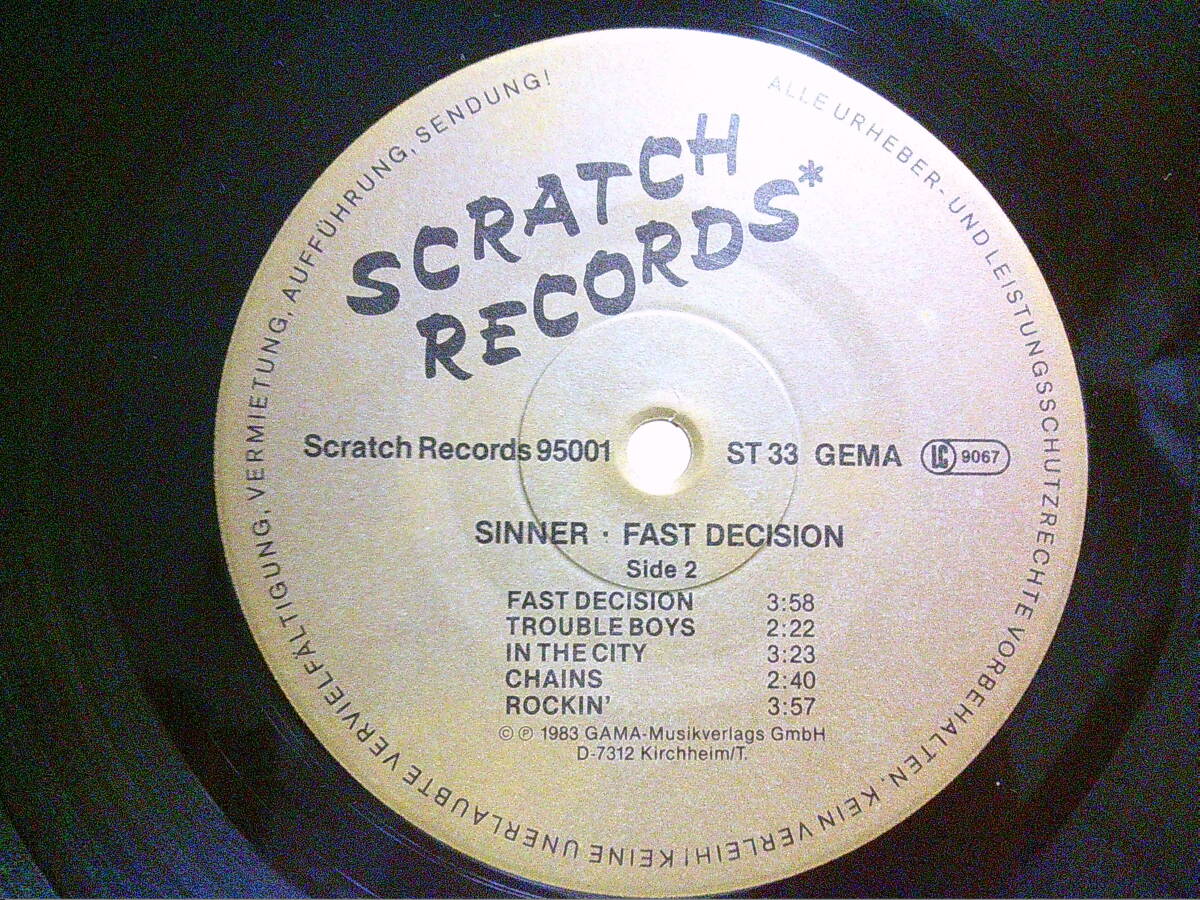 ALLE URHEBER- UND LEISTUNGSSCHUTZRECHTE VORBEHALTEN. KEIN VERLEIH! KEINE UNERLAUBTE VERVIELFÄLTIGUNG, VERMIETUNG, AUFFÜHRUNG, SENDUNG!
SCRATCH
RECORDS*
Scratch Records 95001 ST 33 GEMA LC 9067
SINNER · FAST DECISION
Side 2
FAST DECISION 3:58
TROUBLE BOYS 2:22
IN THE CITY 3:23
CHAINS 2:40
ROCKIN' 3:57
© ℗ 1983 GAMA-Musikverlags GmbH
D-7312 Kirchheim/T.